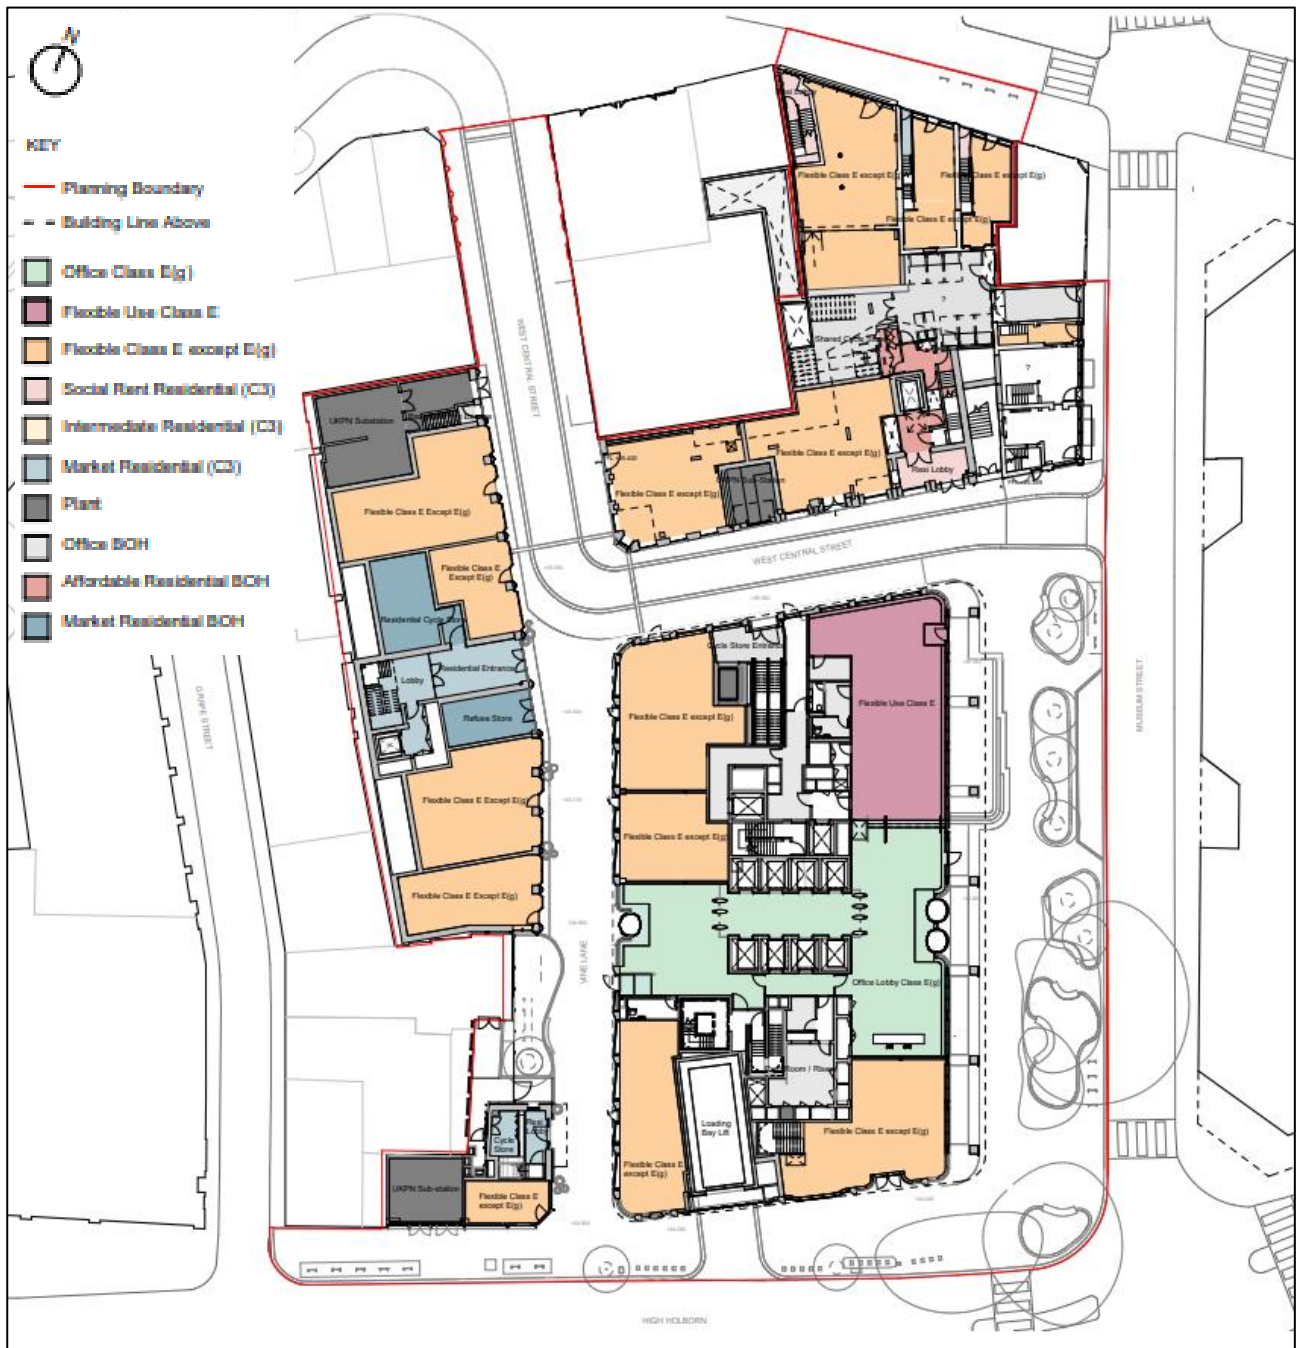 N
KEY
Planning Boundary
Building Line Above
Office Class E(g)
Flexible Use Class E
Flexible Class E except E(g)
Social Rent Residential (C3)
Intermediate Residential (C3)
Market Residential (C3)
Plant
Office BOH
Affordable Residential BOH
Market Residential BOH
Flexible Class E except E(g)
Flexible Class E except E(g)
Flexible Class E except E(g)
?
Shared Cycle
?
WEST CENTRAL STREET
UKPN Substation
Flexible Class E Except E(g)
Flexible Class E except E(g)
Flexible Class E except E(g)
Resi Lobby
WEST CENTRAL STREET
Flexible Class E
Except E(g)
Residential Cycle Store
Residential Entrance
Lobby
Refuse Store
Cycle Store Entrance
Flexible Class E except E(g)
Flexible Use Class E
MUSEUM STREET
GRAPE STREET
Flexible Class E Except E(g)
Flexible Class E except E(g)
Flexible Class E Except E(g)
VINE LANE
Office Lobby Class E(g)
Room / Riser
Loading
Bay Lift
Flexible Class E except E(g)
Flexible Class E
except E(g)
Cycle
Store
Resi
Lobby
UKPN Sub-station
Flexible Class E
except E(g)
HIGH HOLBORN